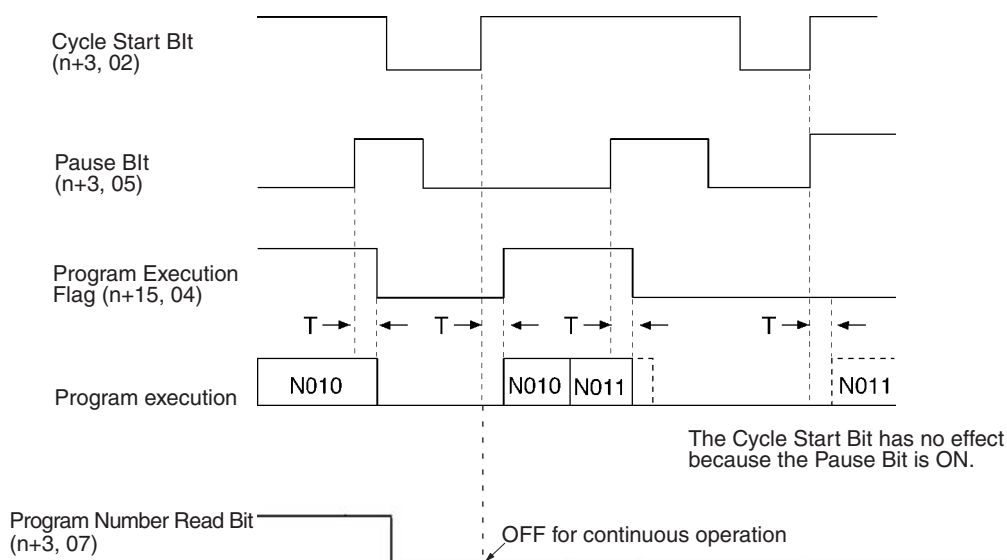 Cycle Start BIt
(n+3, 02)
Pause BIt
(n+3, 05)
Program Execution
Flag (n+15, 04)
T
T
T
T
Program execution
N010
N010
N011
N011
The Cycle Start Bit has no effect
because the Pause Bit is ON.
Program Number Read Bit
(n+3, 07)
OFF for continuous operation